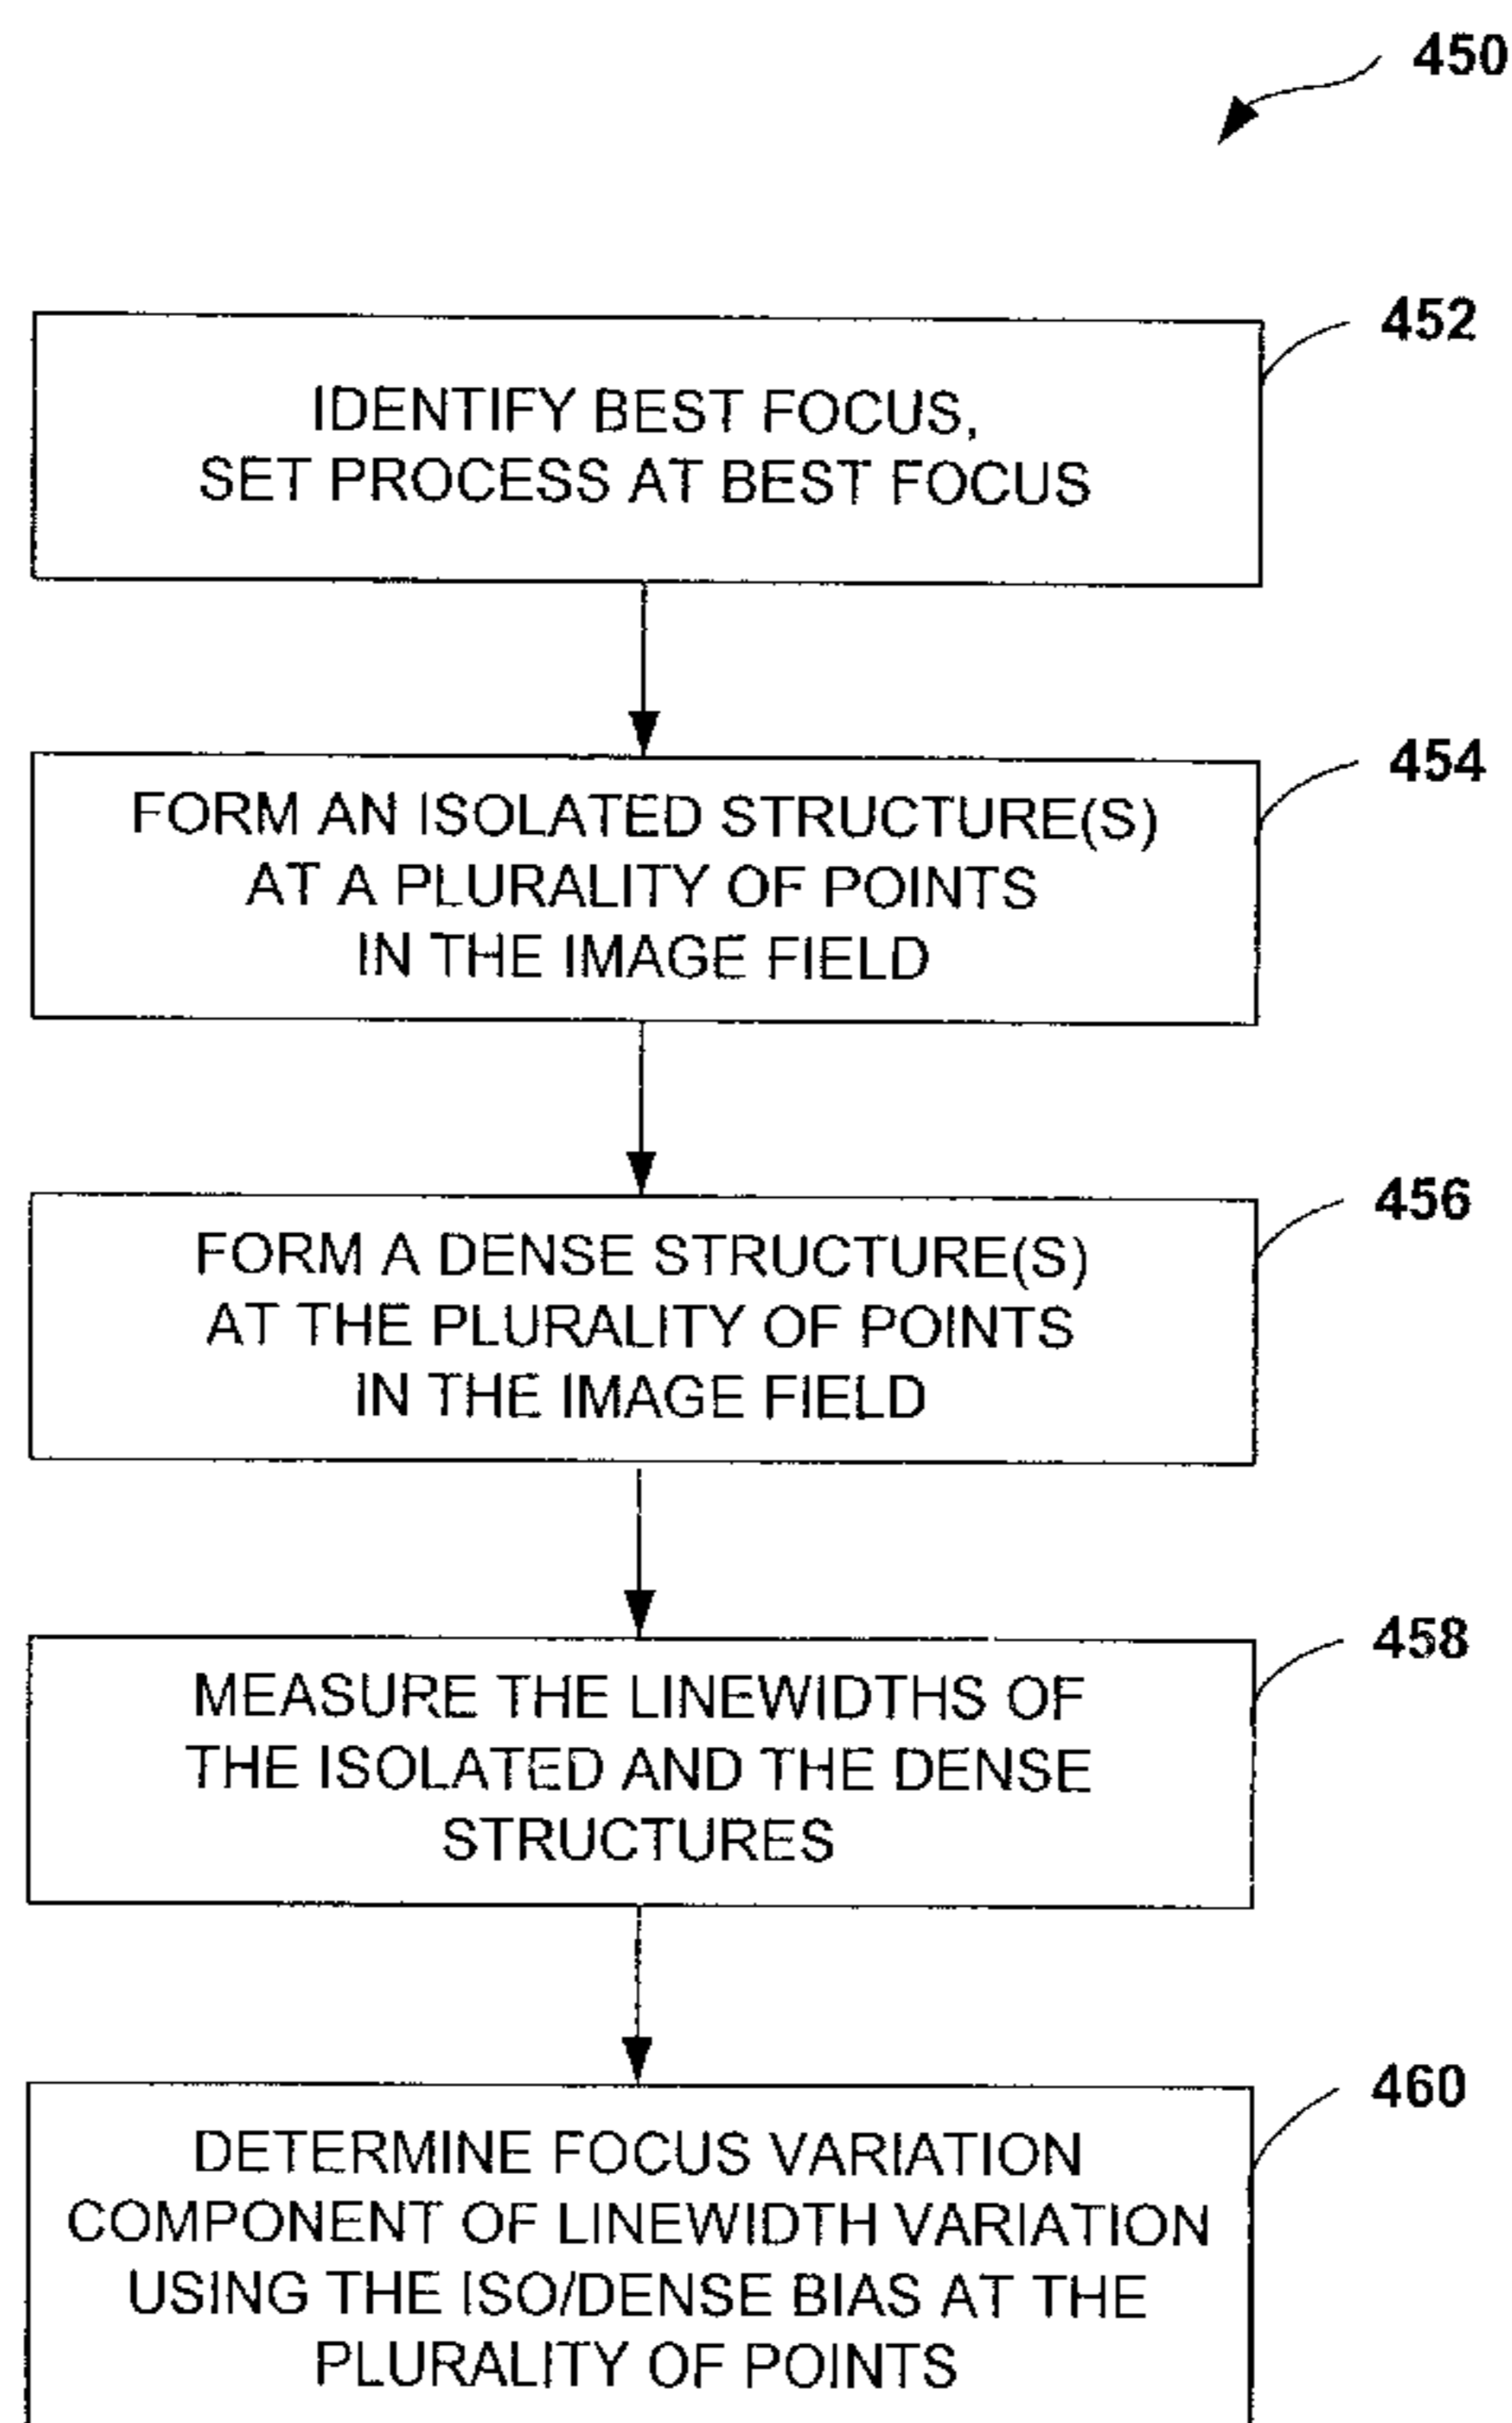 450
452
IDENTIFY BEST FOCUS,
SET PROCESS AT BEST FOCUS
454
FORM AN ISOLATED STRUCTURE(S)
AT A PLURALITY OF POINTS
IN THE IMAGE FIELD
456
FORM A DENSE STRUCTURE(S)
AT THE PLURALITY OF POINTS
IN THE IMAGE FIELD
458
MEASURE THE LINEWIDTHS OF
THE ISOLATED AND THE DENSE
STRUCTURES
460
DETERMINE FOCUS VARIATION
COMPONENT OF LINEWIDTH VARIATION
USING THE ISO/DENSE BIAS AT THE
PLURALITY OF POINTS